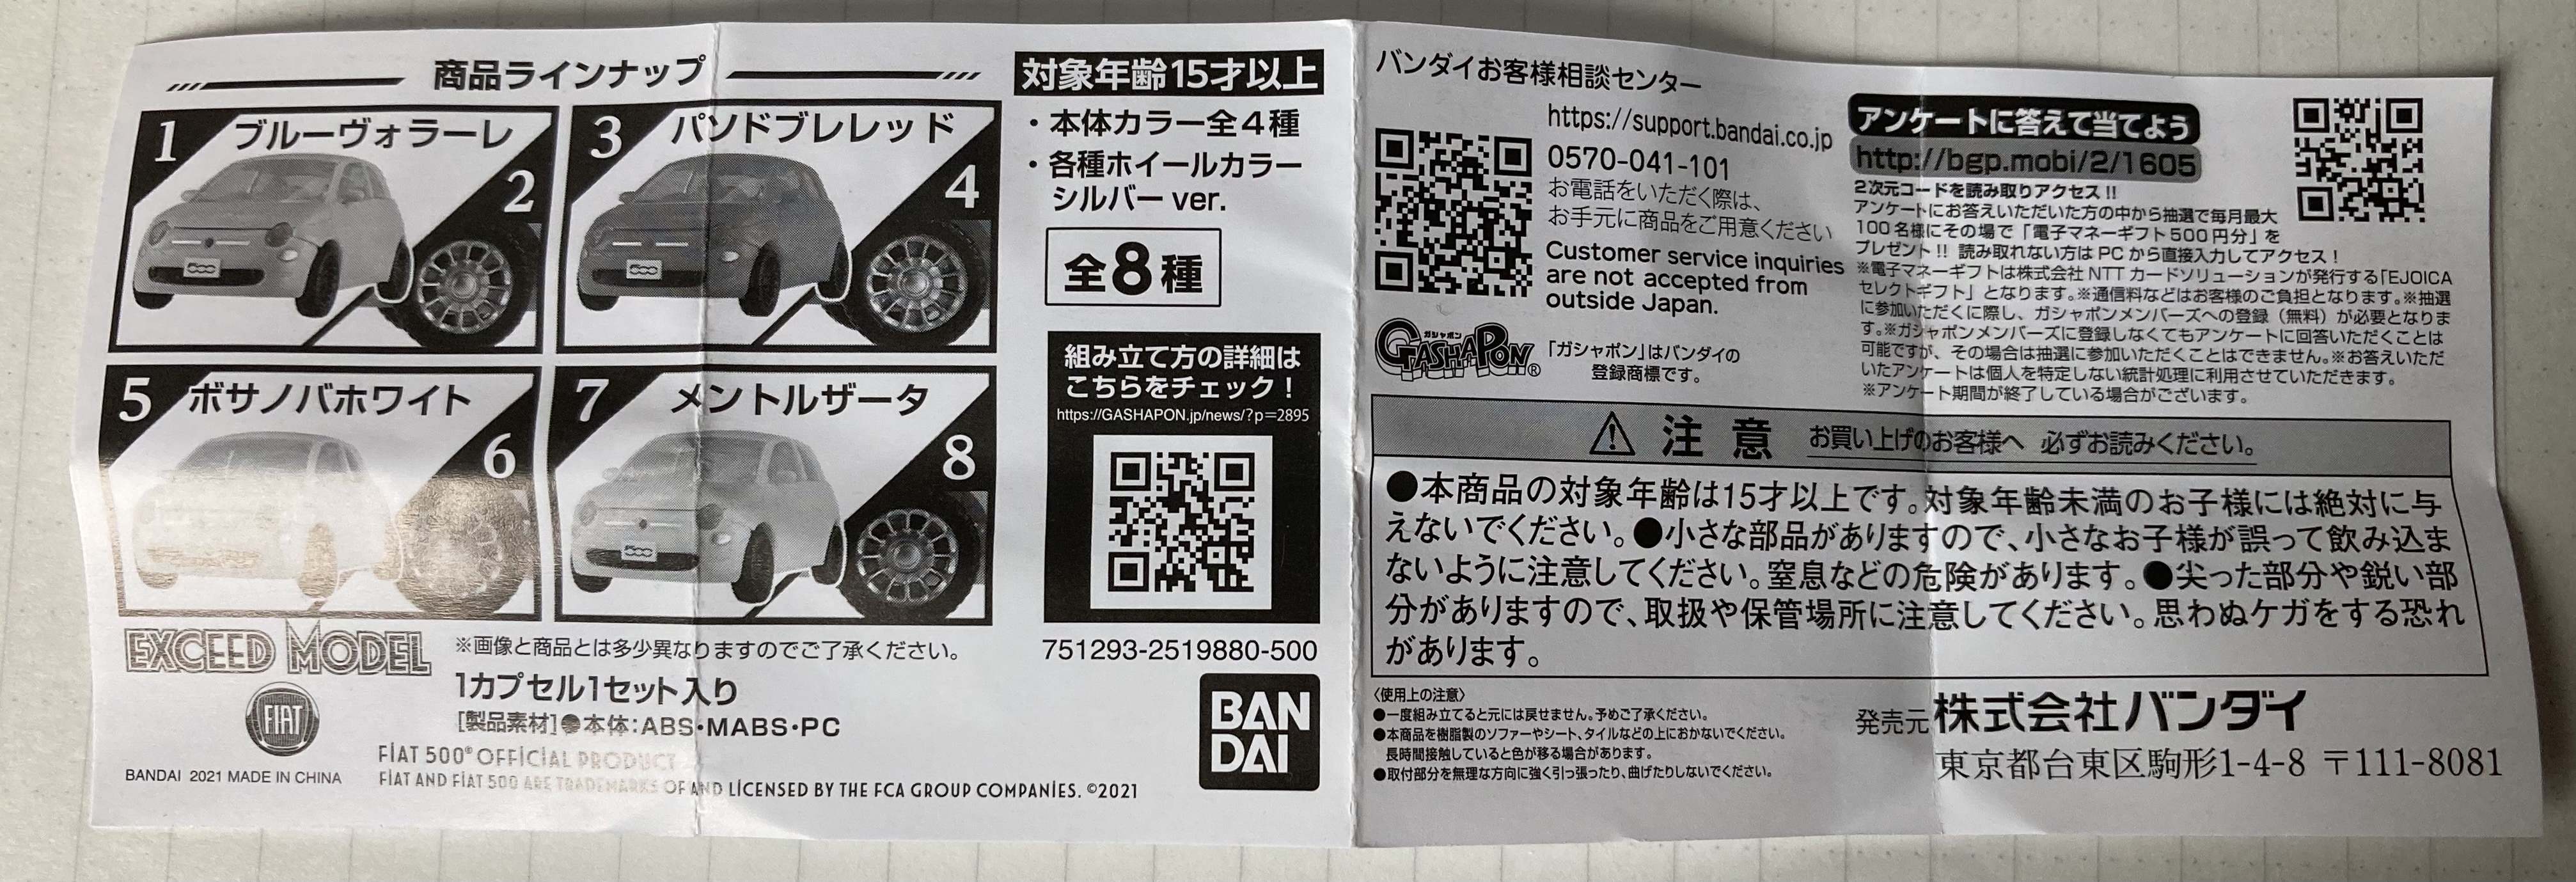 商品ラインナップ
1 ブルーヴォラーレ
2
3 パソドブレレッド
4
5 ボサノバホワイト
6
7 メントルザータ
8
500
500
500
EXCEED MODEL
※画像と商品とは多少異なりますのでご了承ください。
1カプセル1セット入り
[製品素材]●本体:ABS・MABS・PC
FIAT
FIAT 500® OFFICIAL PRODUCT
BANDAI 2021 MADE IN CHINA
FIAT AND FIAT 500 ARE TRADEMARKS OF AND LICENSED BY THE FCA GROUP COMPANIES. ©2021
対象年齢15才以上
・本体カラー全4種
・各種ホイールカラー
シルバー ver.
全8種
組み立て方の詳細は
こちらをチェック!
https://GASHAPON.jp/news/?p=2895
751293-2519880-500
BAN
DAI
バンダイお客様相談センター
https://support.bandai.co.jp
0570-041-101
お電話をいただく際は、
お手元に商品をご用意ください
Customer service inquiries
are not accepted from
outside Japan.
ガシャポン
GASHAPON®
「ガシャポン」はバンダイの
登録商標です。
アンケートに答えて当てよう
http://bgp.mobi/2/1605
2次元コードを読み取りアクセス!!
アンケートにお答えいただいた方の中から抽選で毎月最大
100名様にその場で「電子マネーギフト500円分」を
プレゼント!! 読み取れない方はPCから直接入力してアクセス!
※電子マネーギフトは株式会社NTTカードソリューションが発行する「EJOICA
セレクトギフト」となります。※通信料などはお客様のご負担となります。※抽選
に参加いただくに際し、ガシャポンメンバーズへの登録(無料)が必要となりま
す。※ガシャポンメンバーズに登録しなくてもアンケートに回答いただくことは
可能ですが、その場合は抽選に参加いただくことはできません。※お答えいただ
いたアンケートは個人を特定しない統計処理に利用させていただきます。
※アンケート期間が終了している場合がございます。
⚠ 注意 お買い上げのお客様へ 必ずお読みください。
●本商品の対象年齢は15才以上です。対象年齢未満のお子様には絶対に与
えないでください。●小さな部品がありますので、小さなお子様が誤って飲み込ま
ないように注意してください。窒息などの危険があります。●尖った部分や鋭い部
分がありますので、取扱や保管場所に注意してください。思わぬケガをする恐れ
があります。
〈使用上の注意〉
●一度組み立てると元には戻せません。予めご了承ください。
●本商品を樹脂製のソファーやシート、タイルなどの上におかないでください。
長時間接触していると色が移る場合があります。
●取付部分を無理な方向に強く引っ張ったり、曲げたりしないでください。
発売元 株式会社バンダイ
東京都台東区駒形1-4-8 〒111-8081